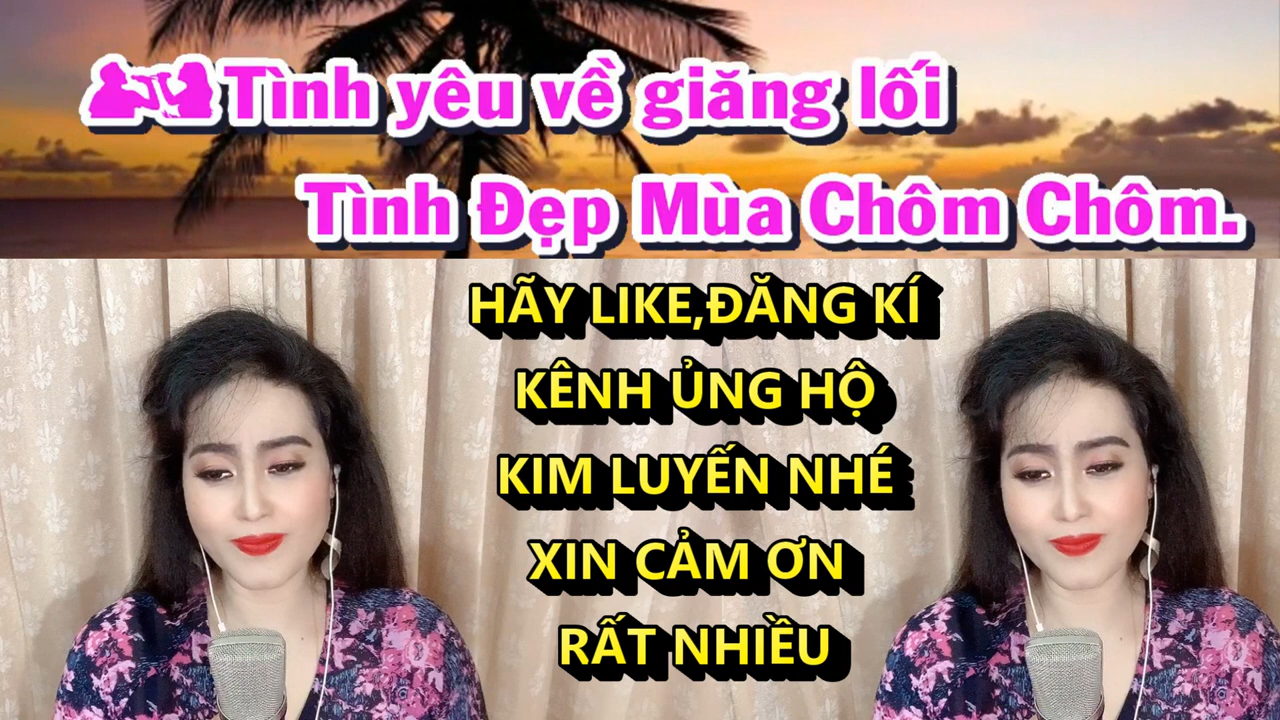 Tình yêu về giăng lối
Tình Đẹp Mùa Chôm Chôm.
HÃY LIKE,ĐĂNG KÍ
KÊNH ỦNG HỘ
KIM LUYẾN NHÉ
XIN CẢM ƠN
RẤT NHIỀU